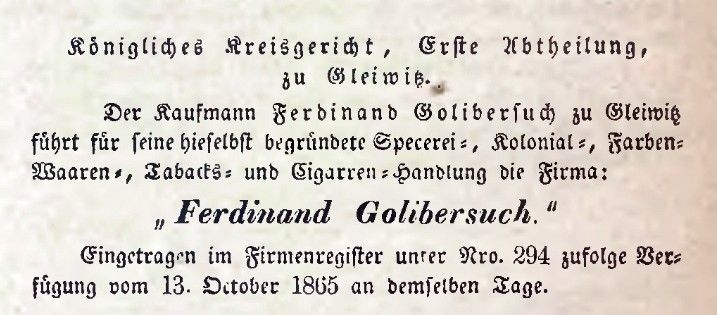 Königliches Kreisgericht, Erste Abtheilung,
zu Gleiwitz.
Der Kaufmann Ferdinand Golibersuch zu Gleiwitz
führt für seine hieselbst begründete Specerei-, Kolonial-, Farben-
Waaren-, Tabacks- und Cigarren-Handlung die Firma:
„Ferdinand Golibersuch.“
Eingetragen im Firmenregister unter Nro. 294 zufolge Ver-
fügung vom 13. October 1865 an demselben Tage.